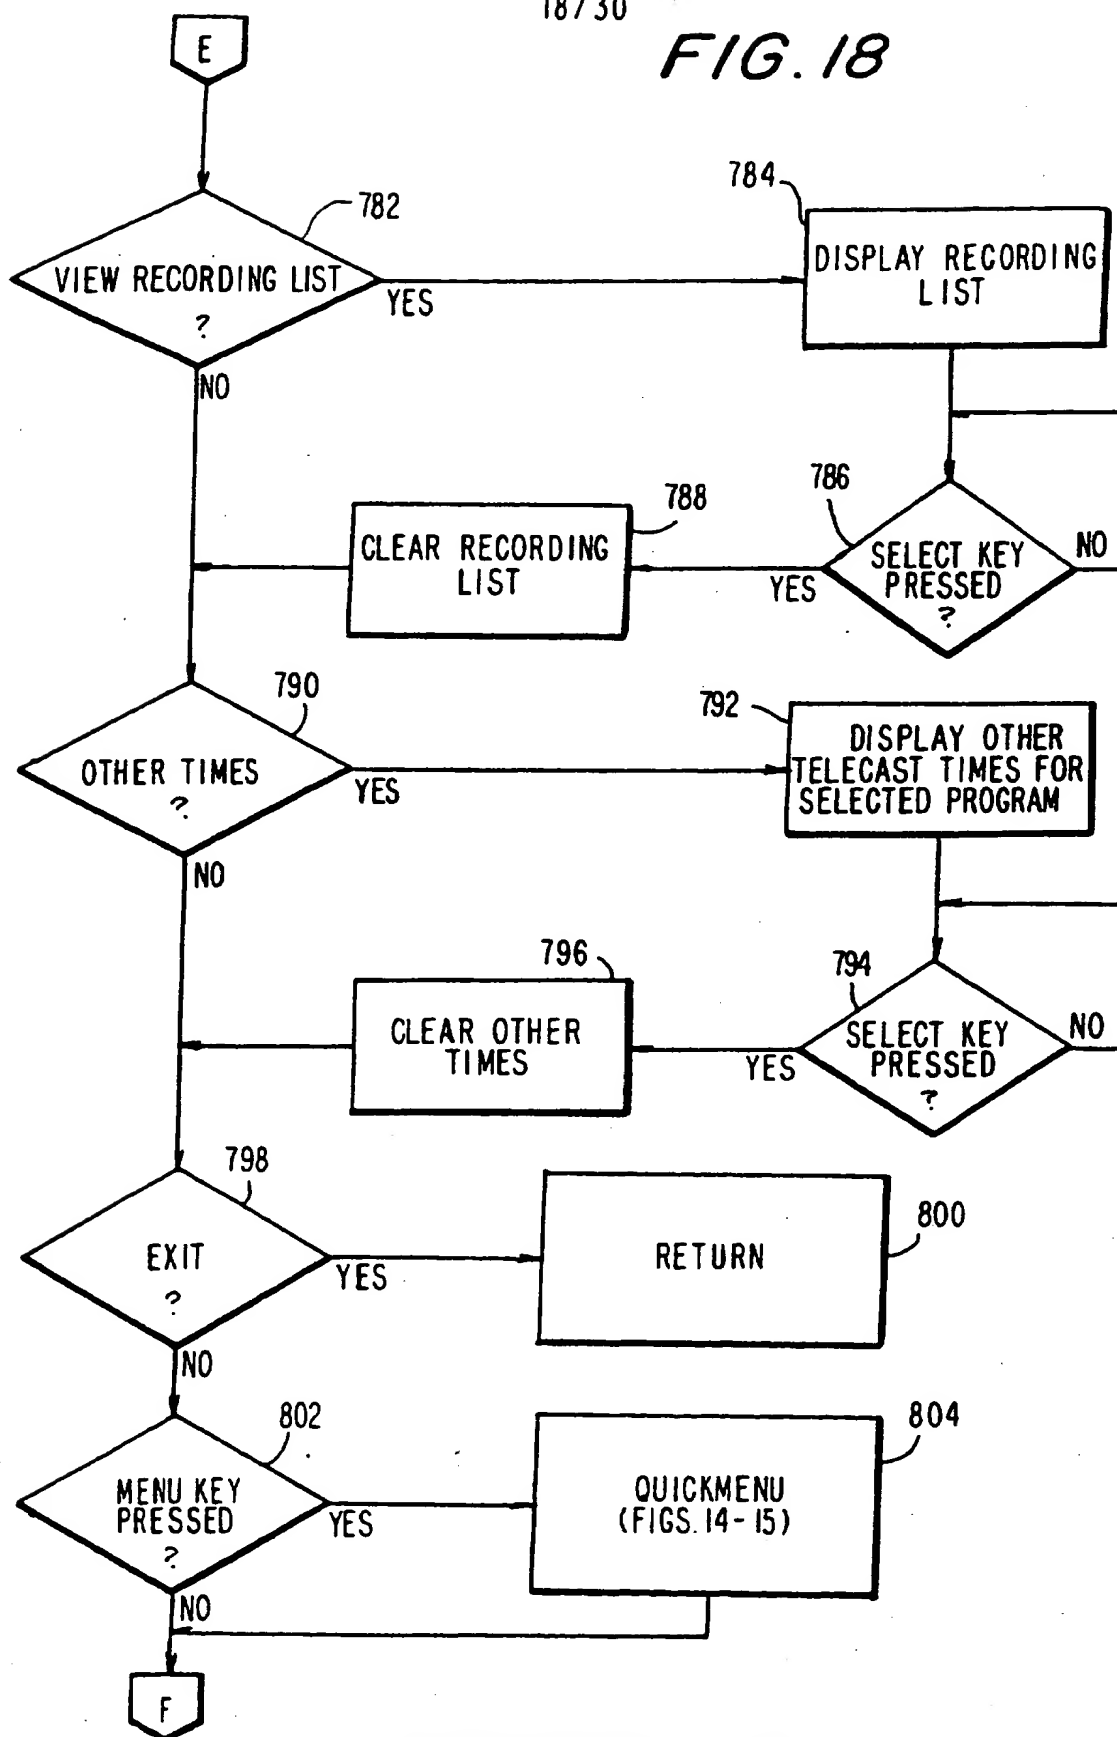 18/30
FIG. 18
E
782
VIEW RECORDING LIST
?
YES
NO
784
DISPLAY RECORDING
LIST
786
SELECT KEY
PRESSED
?
NO
YES
788
CLEAR RECORDING
LIST
790
OTHER TIMES
?
YES
NO
792
DISPLAY OTHER
TELECAST TIMES FOR
SELECTED PROGRAM
794
SELECT KEY
PRESSED
?
NO
YES
796
CLEAR OTHER
TIMES
798
EXIT
?
YES
NO
800
RETURN
802
MENU KEY
PRESSED
?
YES
NO
804
QUICKMENU
(FIGS. 14-15)
F